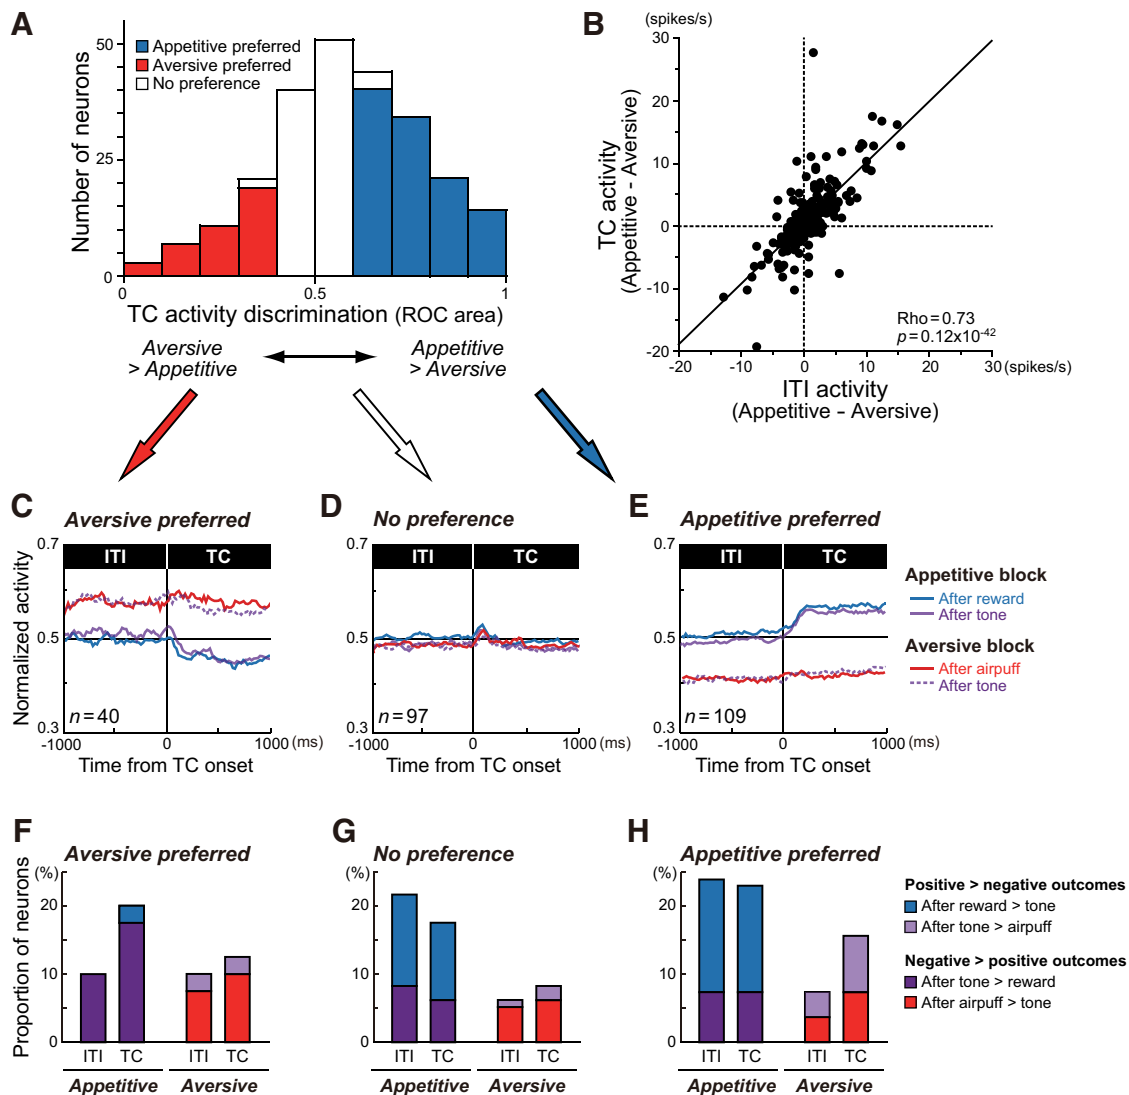 A
50
25
0
Number of neurons
Appetitive preferred
Aversive preferred
No preference
0
0.5
1
TC activity discrimination (ROC area)
Aversive
> Appetitive
Appetitive
> Aversive
B
(spikes/s)
30
20
10
0
-10
-20
TC activity
(Appetitive - Aversive)
Rho=0.73
p=0.12x10-42
-20
-10
0
10
20
30 (spikes/s)
ITI activity
(Appetitive - Aversive)
C
Aversive preferred
0.7
0.5
0.3
Normalized activity
ITI
TC
n=40
-1000
0
1000 (ms)
Time from TC onset
D
No preference
0.7
0.5
0.3
ITI
TC
n=97
-1000
0
1000 (ms)
Time from TC onset
E
Appetitive preferred
0.7
0.5
0.3
ITI
TC
n=109
-1000
0
1000 (ms)
Time from TC onset
Appetitive block
After reward
After tone
Aversive block
After airpuff
After tone
F
Aversive preferred
(%)
20
10
0
Proportion of neurons
ITI
TC
ITI
TC
Appetitive
Aversive
G
No preference
(%)
20
10
0
ITI
TC
ITI
TC
Appetitive
Aversive
H
Appetitive preferred
(%)
20
10
0
ITI
TC
ITI
TC
Appetitive
Aversive
Positive > negative outcomes
After reward > tone
After tone > airpuff
Negative > positive outcomes
After tone > reward
After airpuff > tone